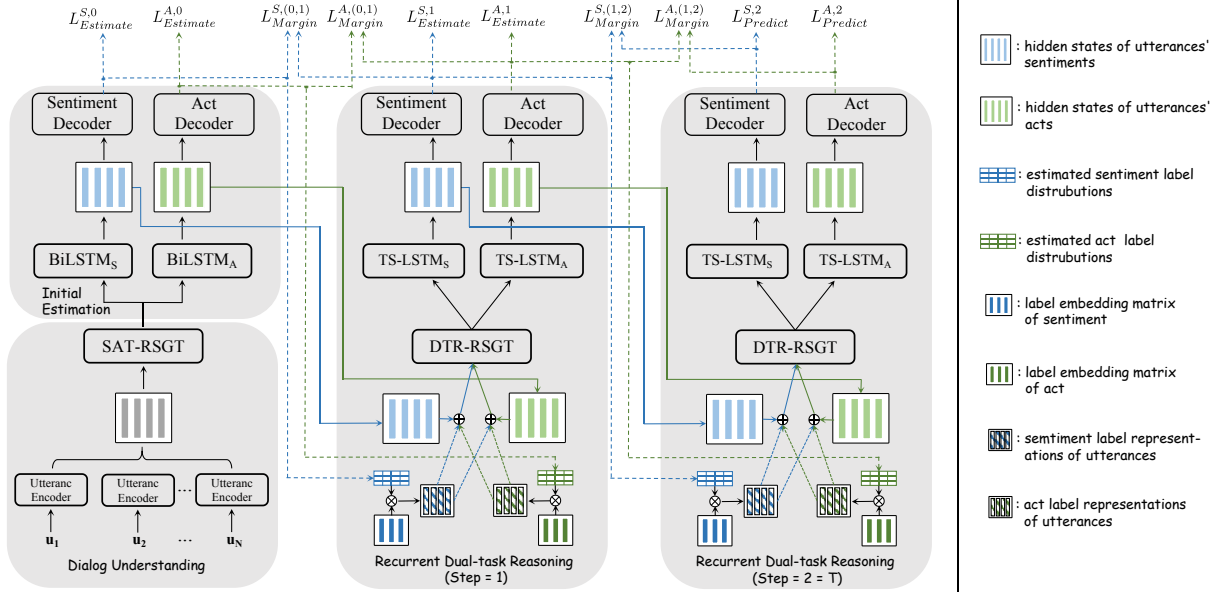 L^{S,0}_{Estimate} L^{A,0}_{Estimate} L^{S,(0,1)}_{Margin} L^{A,(0,1)}_{Margin} L^{S,1}_{Estimate} L^{A,1}_{Estimate} L^{S,(1,2)}_{Margin} L^{A,(1,2)}_{Margin} L^{S,2}_{Predict} L^{A,2}_{Predict}
Sentiment
Decoder
Act
Decoder
BiLSTM_S
BiLSTM_A
Initial
Estimation
SAT-RSGT
Utteranc
Encoder
Utteranc
Encoder
...
Utteranc
Encoder
u_1
u_2
...
u_N
Dialog Understanding
Sentiment
Decoder
Act
Decoder
TS-LSTM_S
TS-LSTM_A
DTR-RSGT
Recurrent Dual-task Reasoning
(Step = 1)
Sentiment
Decoder
Act
Decoder
TS-LSTM_S
TS-LSTM_A
DTR-RSGT
Recurrent Dual-task Reasoning
(Step = 2 = T)
: hidden states of utterances'
sentiments
: hidden states of utterances'
acts
: estimated sentiment label
distrubutions
: estimated act label
distrubutions
: label embedding matrix
of sentiment
: label embedding matrix
of act
: sentiment label represent-
ations of utterances
: act label representations
of utterances